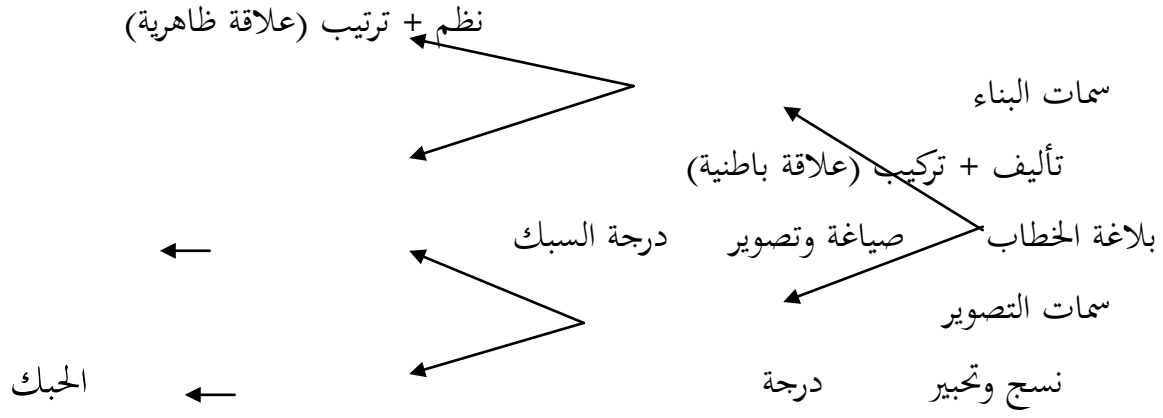 نظم + ترتيب (علاقة ظاهرية)
سمات البناء
تأليف + تركيب (علاقة باطنية)
بلاغة الخطاب صياغة وتصوير درجة السبك
سمات التصوير
نسج وتحبير درجة الحبك